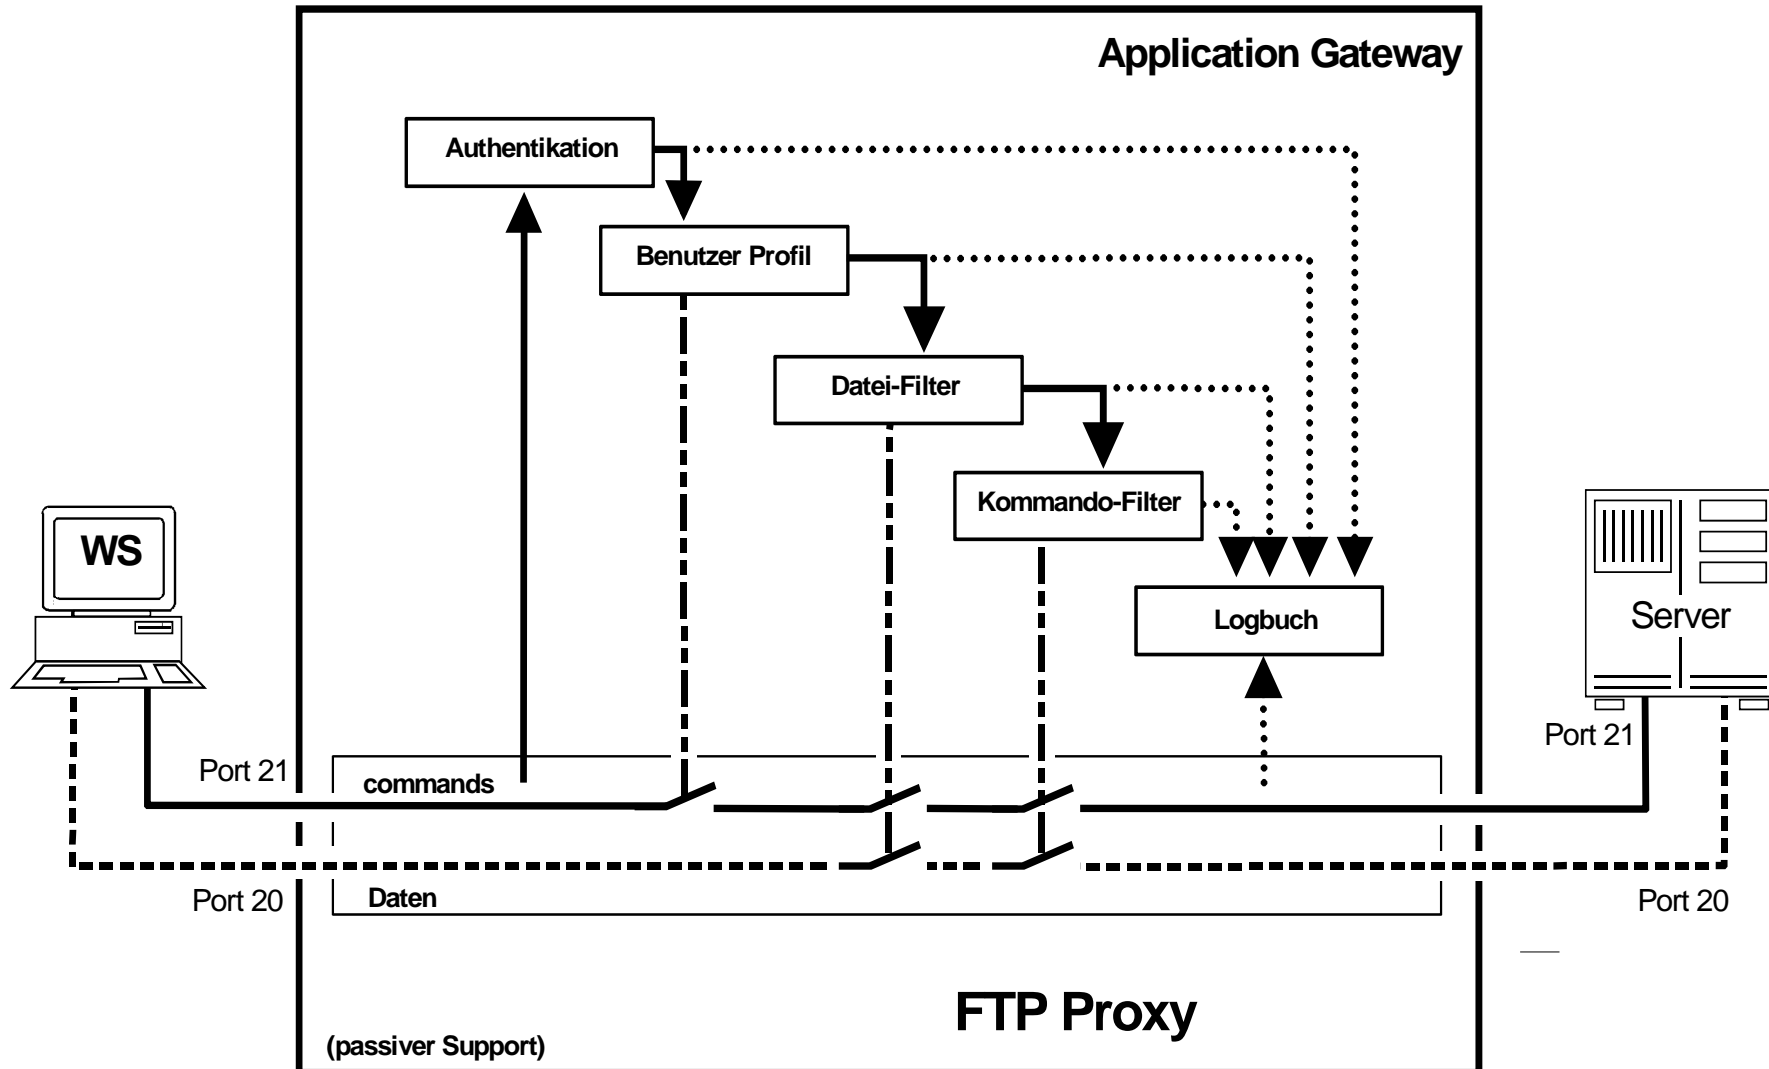 Application Gateway
Authentikation
Benutzer Profil
Datei-Filter
Kommando-Filter
WS
Logbuch
Server
Port 21
Port 21
commands
Port 20
Daten
Port 20
FTP Proxy
(passiver Support)